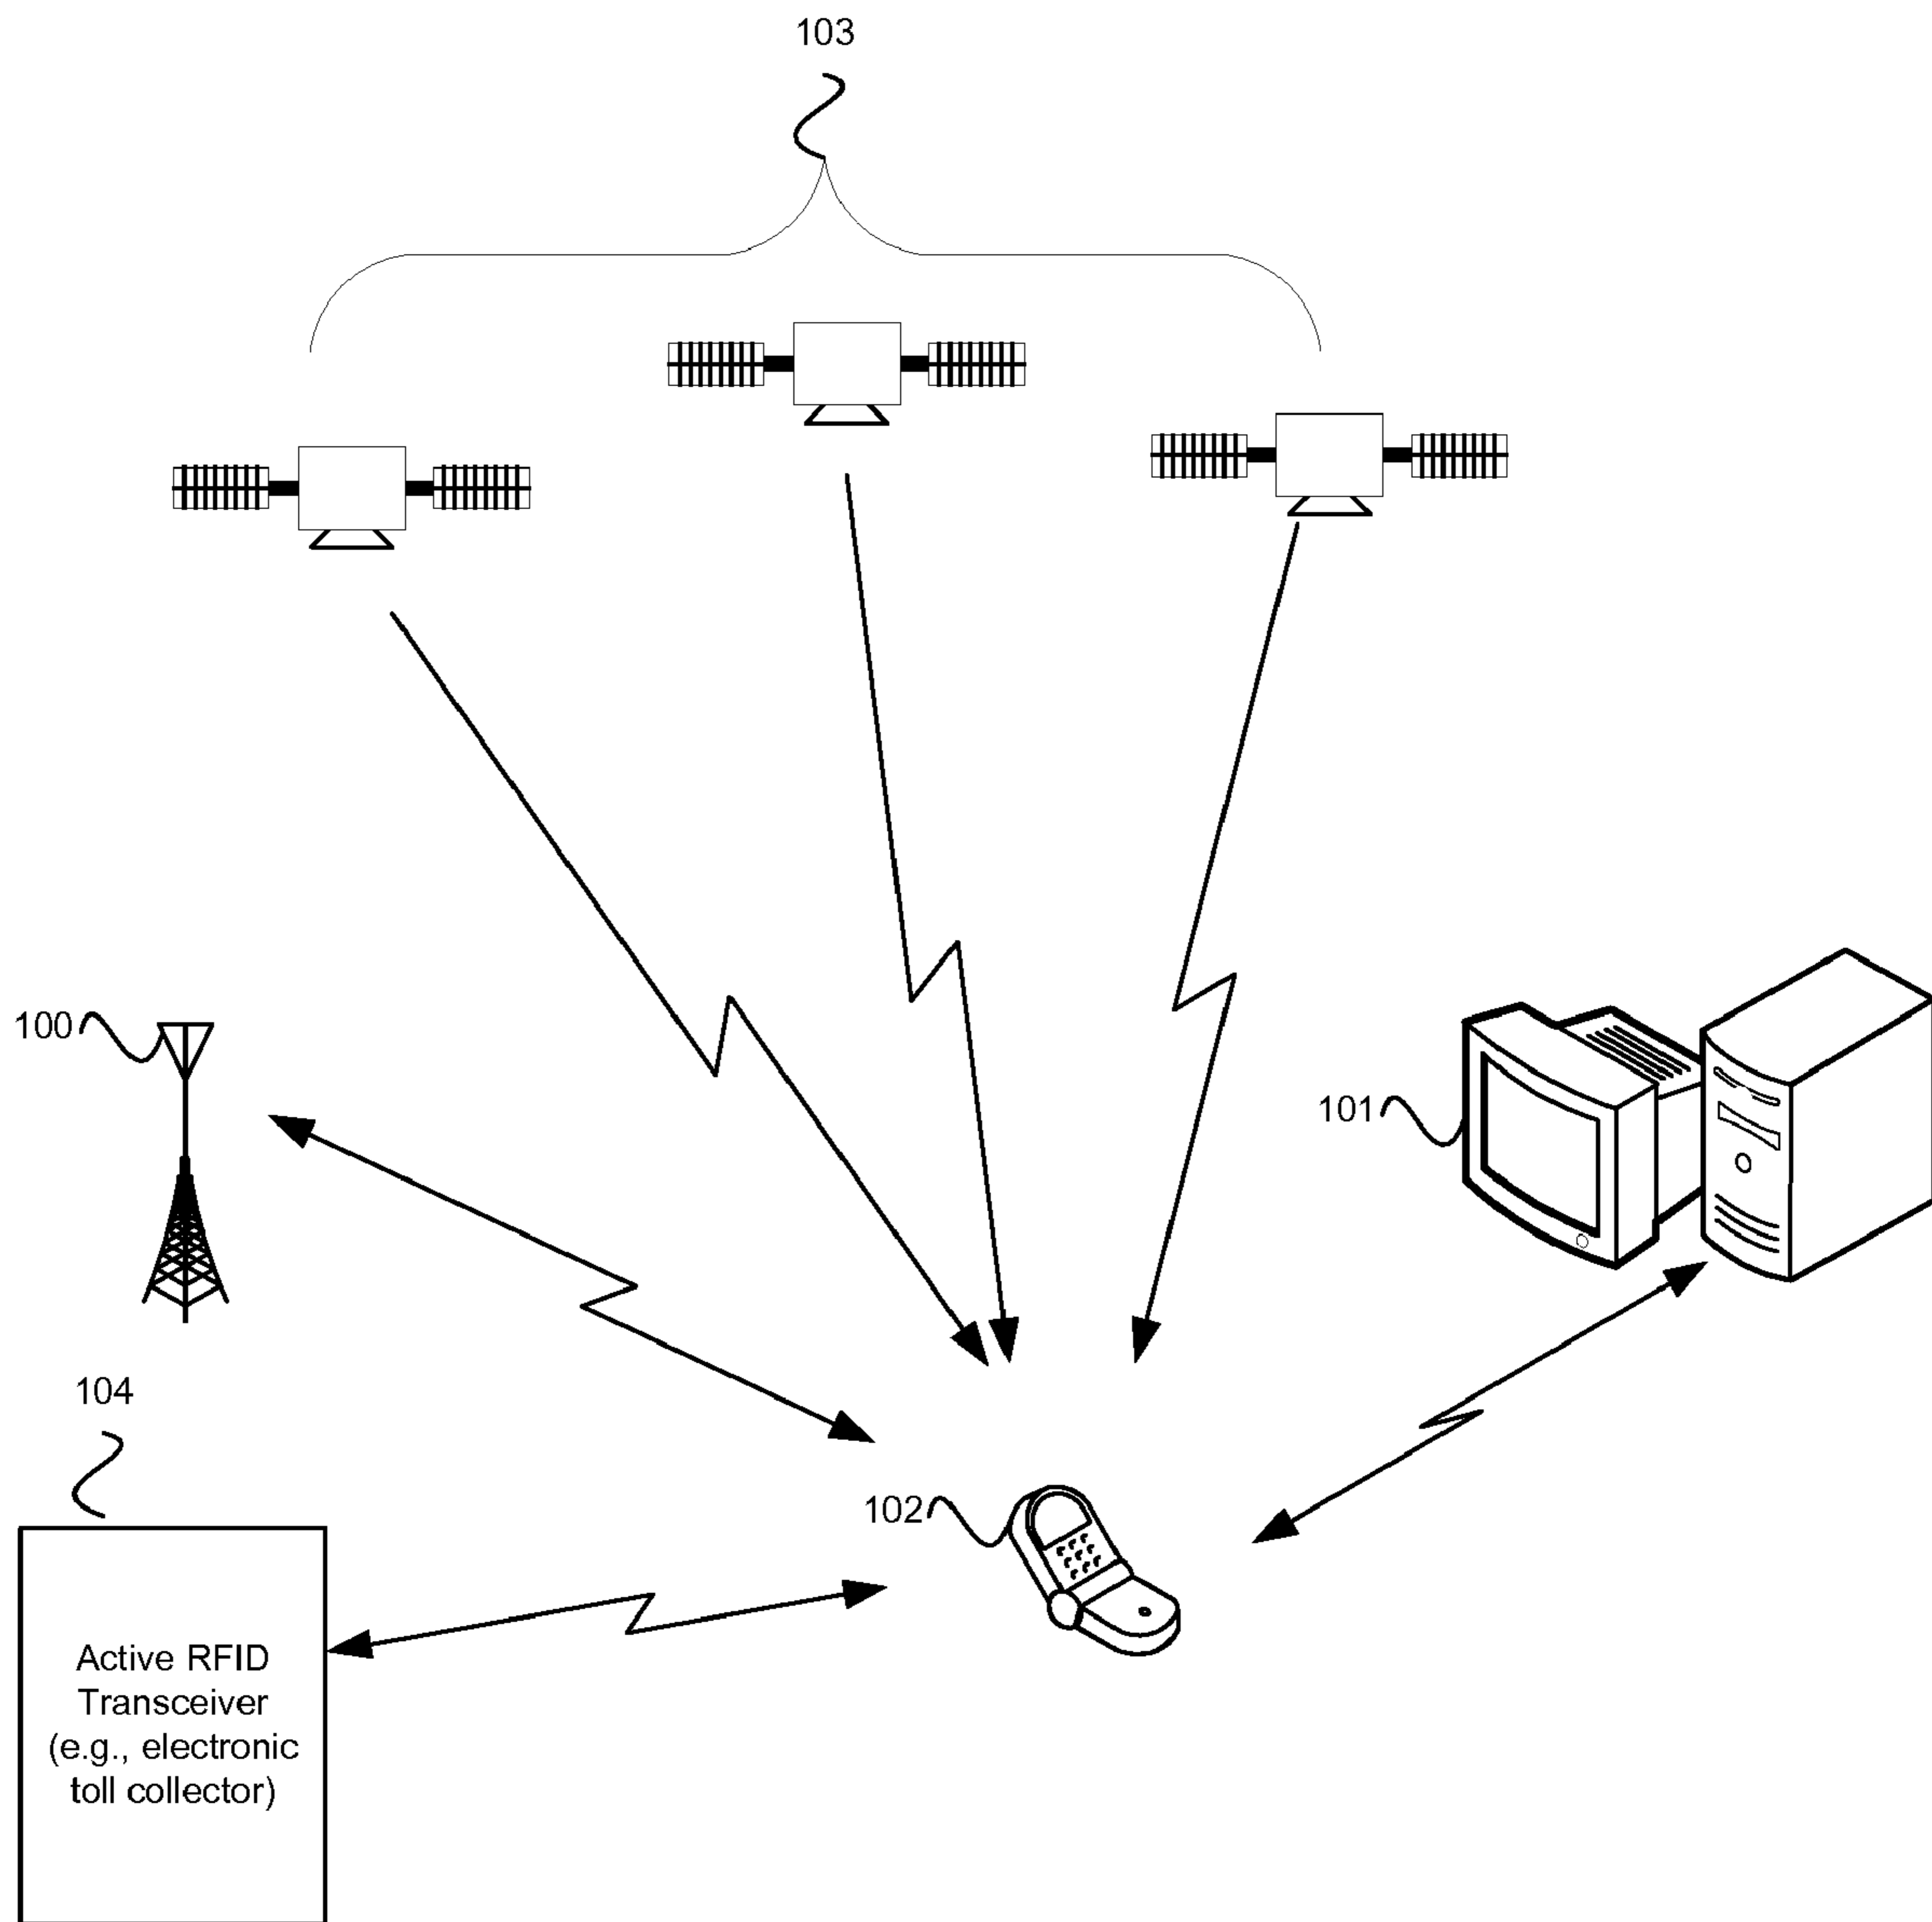 103
100
101
104
102
Active RFID
Transceiver
(e.g., electronic
toll collector)